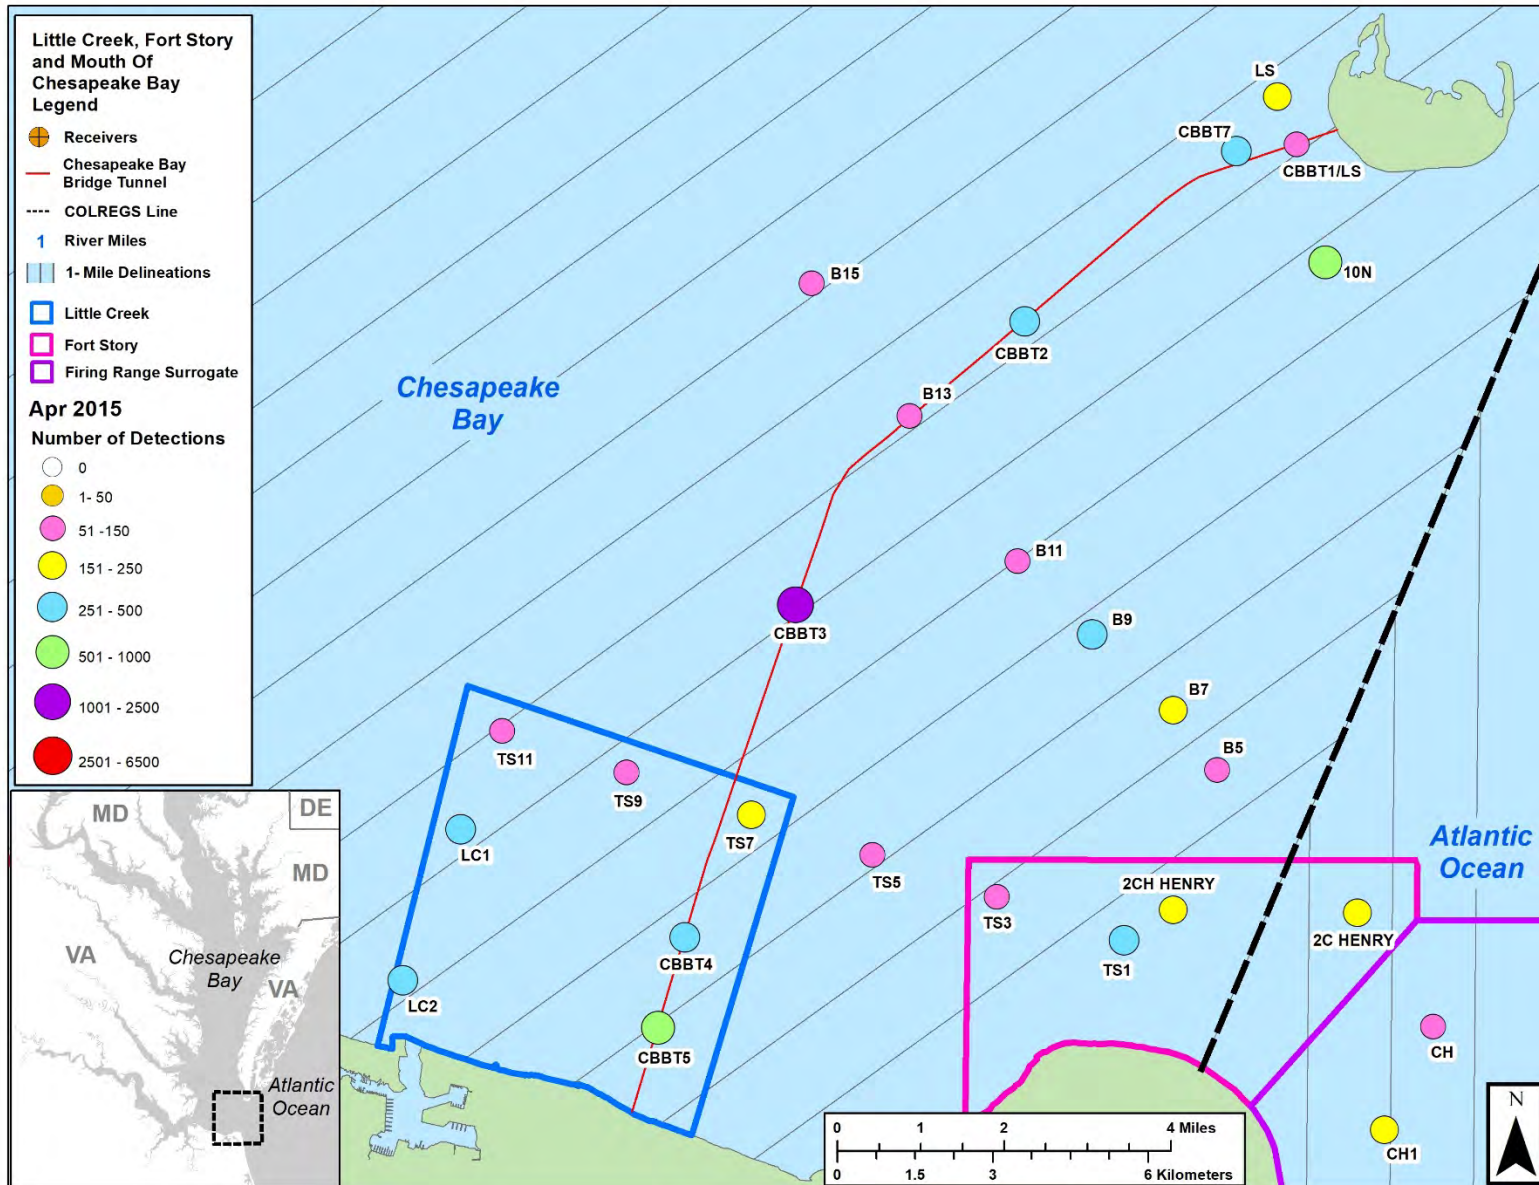 Little Creek, Fort Story
and Mouth Of
Chesapeake Bay
Legend
Receivers
Chesapeake Bay
Bridge Tunnel
COLREGS Line
1 River Miles
1- Mile Delineations
Little Creek
Fort Story
Firing Range Surrogate
Apr 2015
Number of Detections
0
1- 50
51 -150
151 - 250
251 - 500
501 - 1000
1001 - 2500
2501 - 6500
LS
CBBT7
CBBT1/LS
10N
B15
CBBT2
Chesapeake
Bay
B13
B11
CBBT3
B9
B7
TS11
B5
TS9
TS7
LC1
Atlantic
Ocean
TS5
2CH HENRY
TS3
2C HENRY
CBBT4
TS1
LC2
CBBT5
CH
CH1
MD
DE
MD
VA
Chesapeake
Bay
VA
Atlantic
Ocean
0 1 2 4 Miles
0 1.5 3 6 Kilometers
N